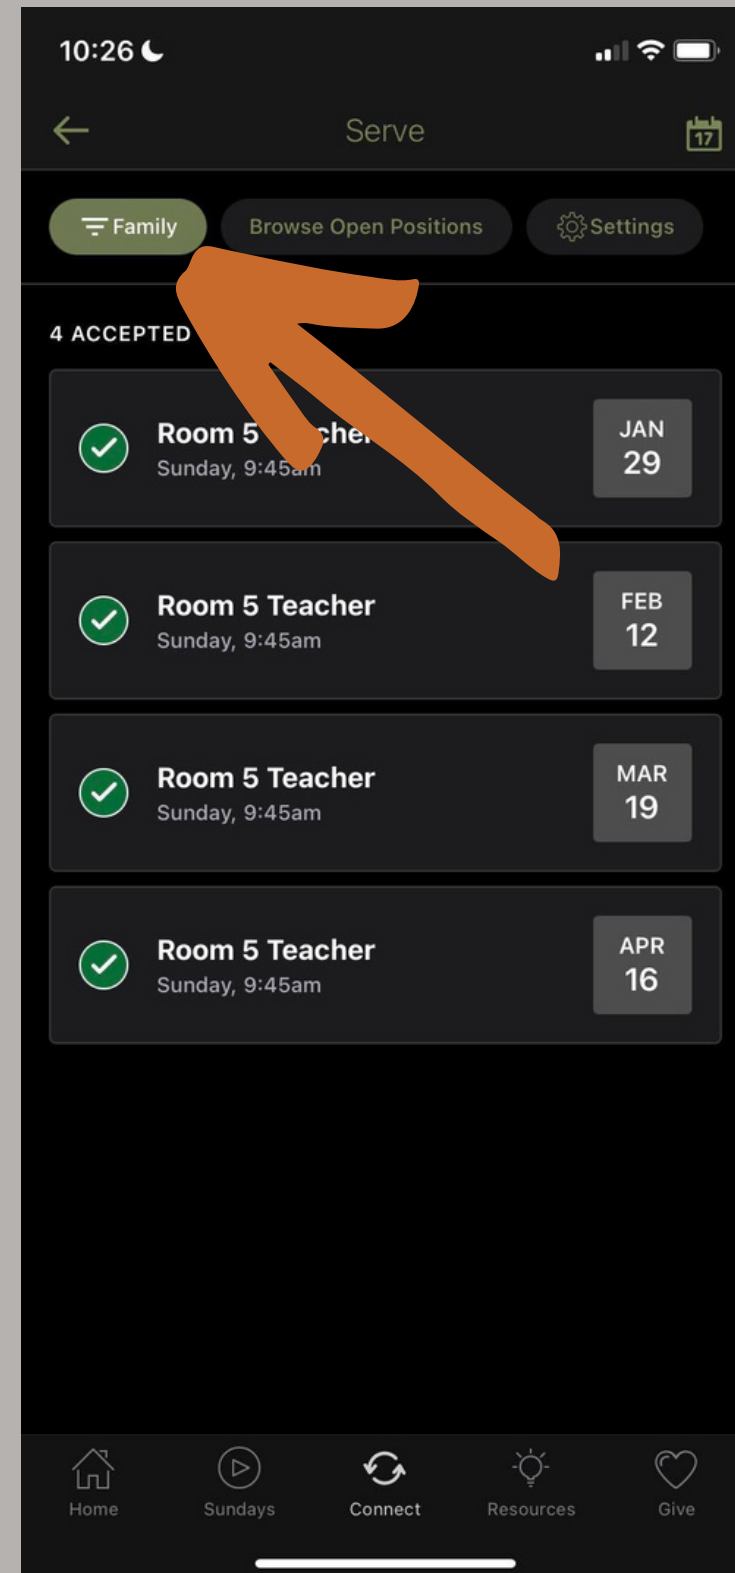 10:26
Serve
17
Family
Browse Open Positions
Settings
4 ACCEPTED
Room 5
Sunday, 9:45am
JAN
29
Room 5 Teacher
Sunday, 9:45am
FEB
12
Room 5 Teacher
Sunday, 9:45am
MAR
19
Room 5 Teacher
Sunday, 9:45am
APR
16
Home
Sundays
Connect
Resources
Give